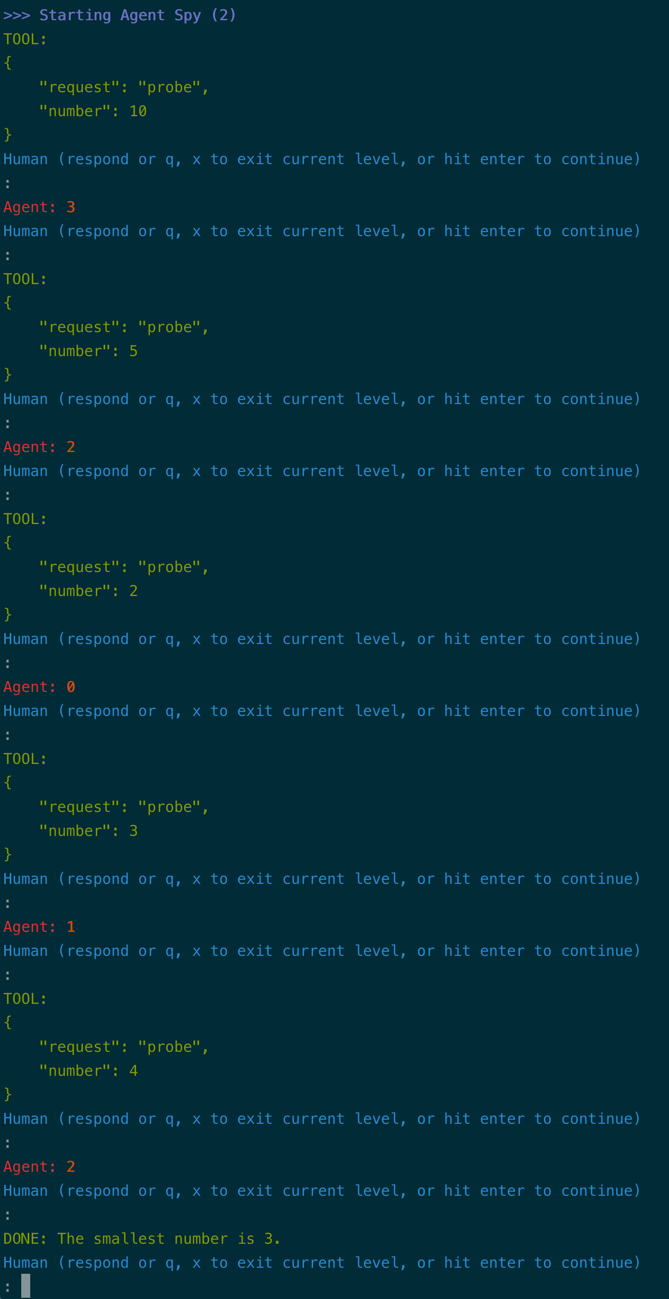 >>> Starting Agent Spy (2)
TOOL:
{
    "request": "probe",
    "number": 10
}
Human (respond or q, x to exit current level, or hit enter to continue)
:
Agent: 3
Human (respond or q, x to exit current level, or hit enter to continue)
:
TOOL:
{
    "request": "probe",
    "number": 5
}
Human (respond or q, x to exit current level, or hit enter to continue)
:
Agent: 2
Human (respond or q, x to exit current level, or hit enter to continue)
:
TOOL:
{
    "request": "probe",
    "number": 2
}
Human (respond or q, x to exit current level, or hit enter to continue)
:
Agent: 0
Human (respond or q, x to exit current level, or hit enter to continue)
:
TOOL:
{
    "request": "probe",
    "number": 3
}
Human (respond or q, x to exit current level, or hit enter to continue)
:
Agent: 1
Human (respond or q, x to exit current level, or hit enter to continue)
:
TOOL:
{
    "request": "probe",
    "number": 4
}
Human (respond or q, x to exit current level, or hit enter to continue)
:
Agent: 2
Human (respond or q, x to exit current level, or hit enter to continue)
:
DONE: The smallest number is 3.
Human (respond or q, x to exit current level, or hit enter to continue)
: